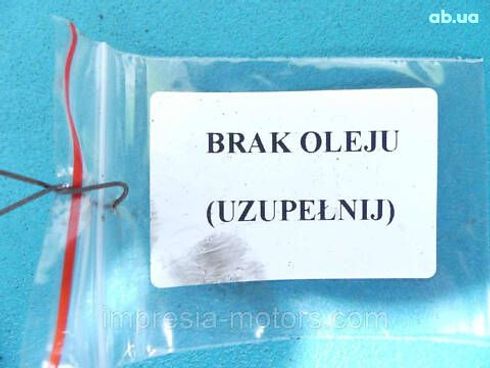 ab.ua
BRAK OLEJU
(UZUPEŁNIJ)
impresia-motors.com